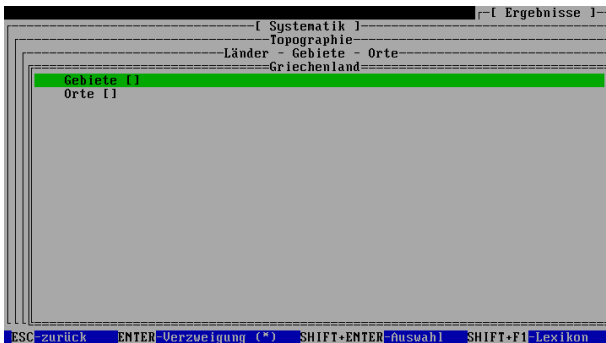 [ Ergebnisse ]
[ Systematik ]
Topographie
Länder - Gebiete - Orte
Griechenland
Gebiete []
Orte []
ESC-zurück ENTER-Verzweigung (*) SHIFT+ENTER-Auswahl SHIFT+F1-Lexikon